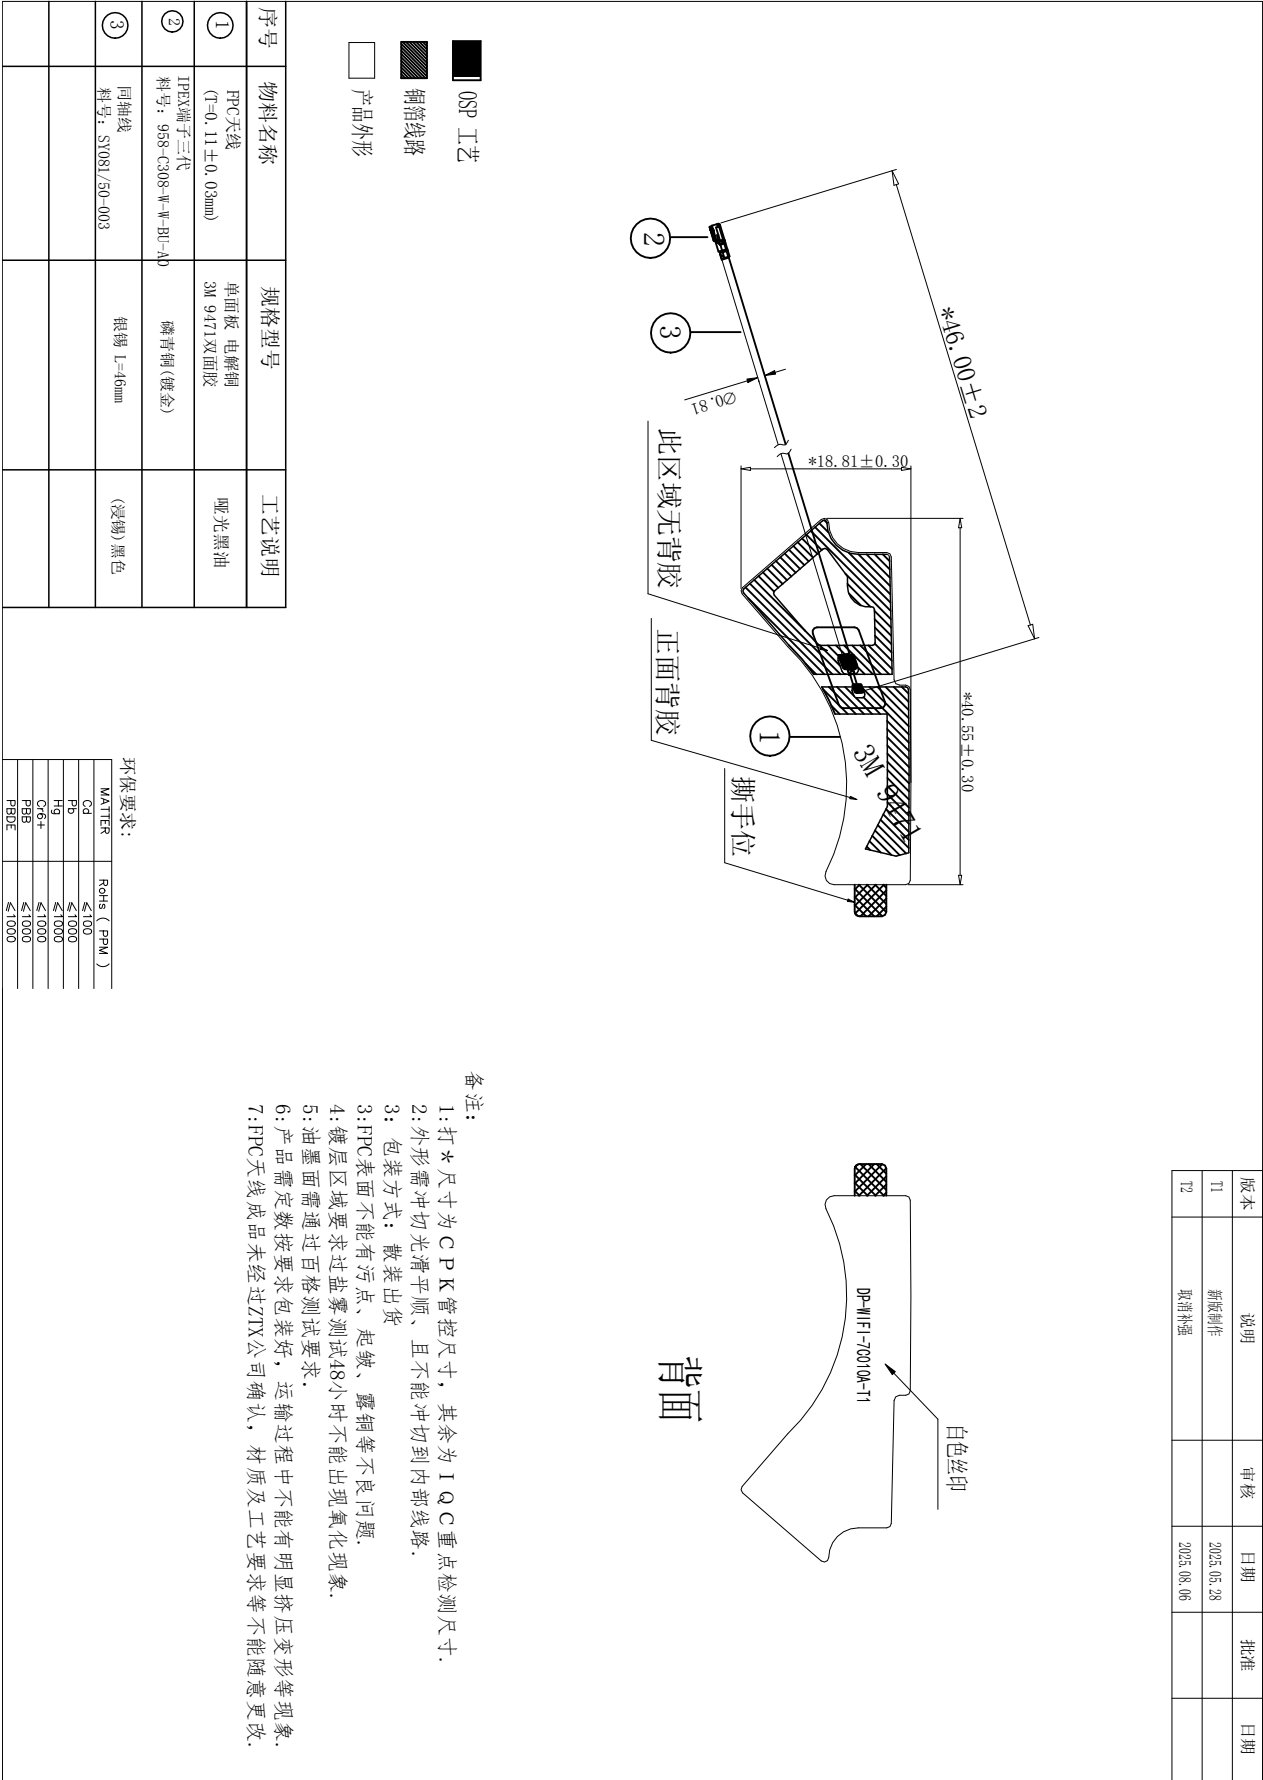 版本 说明 审核 日期 批准 日期
T1 新版制作 2025.05.28
T2 取消补强 2025.08.06
*46.00±2
*40.55±0.30
*18.81±0.30
∅0.81
②
③
①
3M 9471
此区域无背胶
正面背胶
撕手位
白色丝印
DP-WIFI-7C010A-T1
背面
OSP 工艺
铜箔线路
产品外形
序号 物料名称 规格型号 工艺说明
① FPC天线 单面板 电解铜 哑光黑油
(T=0.11±0.03mm) 3M 9471双面胶
② IPEX端子三代 磷青铜(镀金)
料号: 958-C308-W-W-BU-AD
③ 同轴线 银锡 L=46mm (浸锡)黑色
料号: SY081/50-003
环保要求:
MATTER RoHs ( PPM )
Cd ≤100
Pb ≤1000
Hg ≤1000
Cr6+ ≤1000
PBB ≤1000
PBDE ≤1000
备注:
1:打*尺寸为CPK管控尺寸, 其余为IQC重点检测尺寸.
2:外形需冲切光滑平顺、且不能冲切到内部线路.
3: 包装方式: 散装出货
3:FPC表面不能有污点、起皱、露铜等不良问题.
4:镀层区域要求过盐雾测试48小时不能出现氧化现象.
5:油墨面需通过百格测试要求.
6:产品需定数按要求包装好, 运输过程中不能有明显挤压变形等现象.
7:FPC天线成品未经过ZTX公司确认, 材质及工艺要求等不能随意更改.